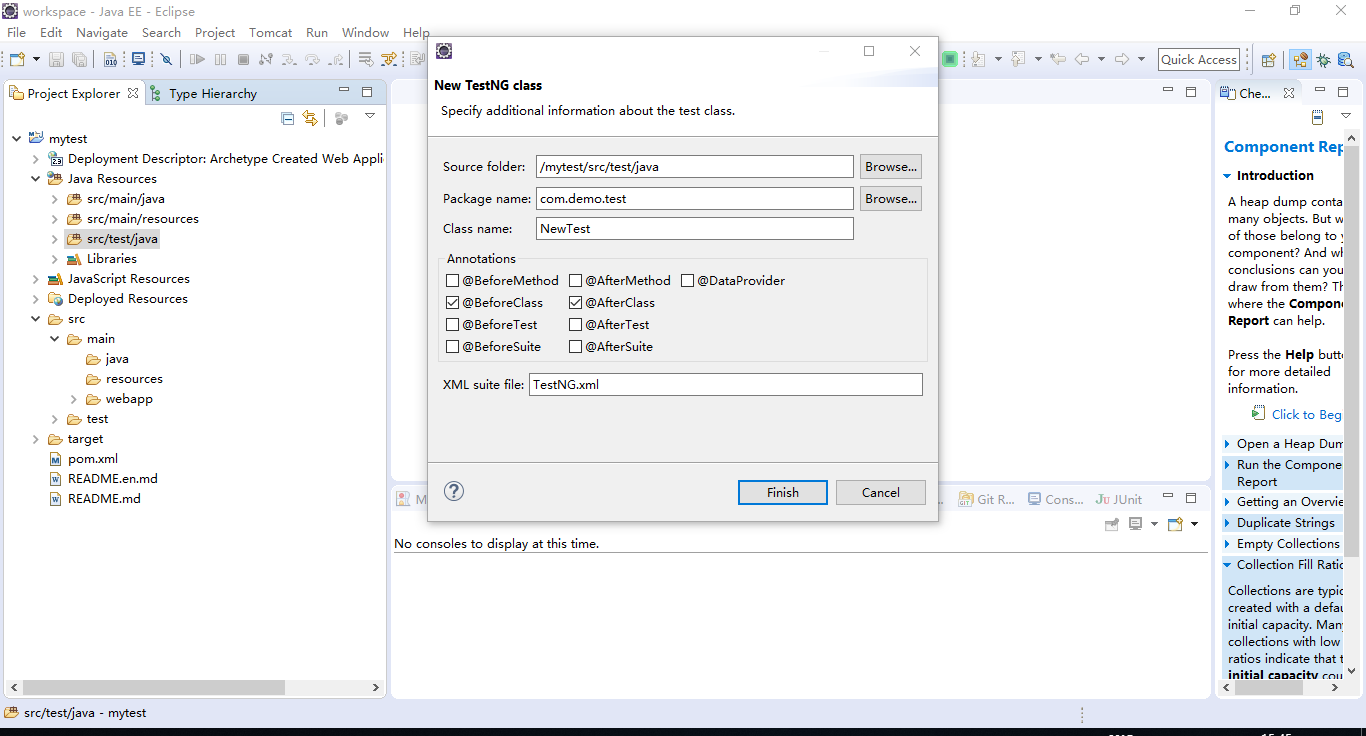 workspace - Java EE - Eclipse
File Edit Navigate Search Project Tomcat Run Window Help
Quick Access
Project Explorer
Type Hierarchy
mytest
Deployment Descriptor: Archetype Created Web Appli
Java Resources
src/main/java
src/main/resources
src/test/java
Libraries
JavaScript Resources
Deployed Resources
src
main
java
resources
webapp
test
target
pom.xml
README.en.md
README.md
New TestNG class
Specify additional information about the test class.
Source folder: /mytest/src/test/java Browse...
Package name: com.demo.test Browse...
Class name: NewTest
Annotations
@BeforeMethod @AfterMethod @DataProvider
@BeforeClass @AfterClass
@BeforeTest @AfterTest
@BeforeSuite @AfterSuite
XML suite file: TestNG.xml
Finish Cancel
M
Git R... Cons... JUnit
No consoles to display at this time.
Che...
Component Rep
Introduction
A heap dump conta
many objects. But w
of those belong to y
component? And wh
conclusions can you
draw from them? Th
where the Compon
Report can help.
Press the Help butto
for more detailed
information.
Click to Beg
Open a Heap Dum
Run the Compone
Report
Getting an Overvie
Duplicate Strings
Empty Collections
Collection Fill Ratio
Collections are typic
created with a defau
initial capacity. Many
collections with low
ratios indicate that t
initial capacity cou
src/test/java - mytest